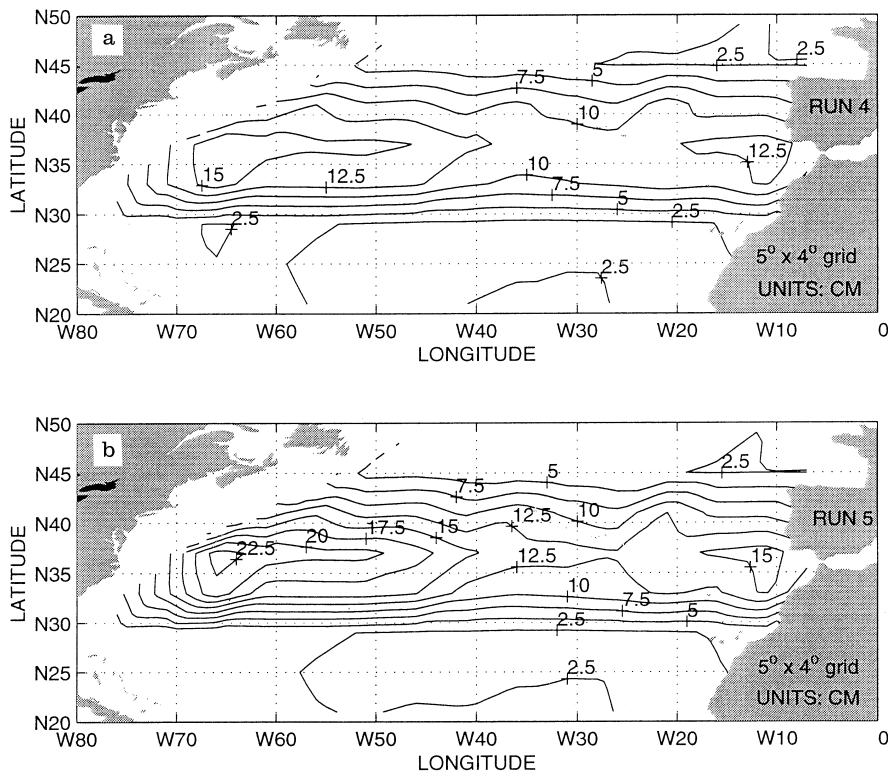 a
N50
N45
N40
N35
N30
N25
N20
LATITUDE
2.5
2.5
5
7.5
10
RUN 4
12.5
15
12.5
10
7.5
5
2.5
2.5
2.5
5° x 4° grid
UNITS: CM
W80 W70 W60 W50 W40 W30 W20 W10 0
LONGITUDE
b
N50
N45
N40
N35
N30
N25
N20
LATITUDE
2.5
5
7.5
10
12.5
15
17.5
20
22.5
RUN 5
12.5
15
10
7.5
5
2.5
2.5
5° x 4° grid
UNITS: CM
W80 W70 W60 W50 W40 W30 W20 W10 0
LONGITUDE